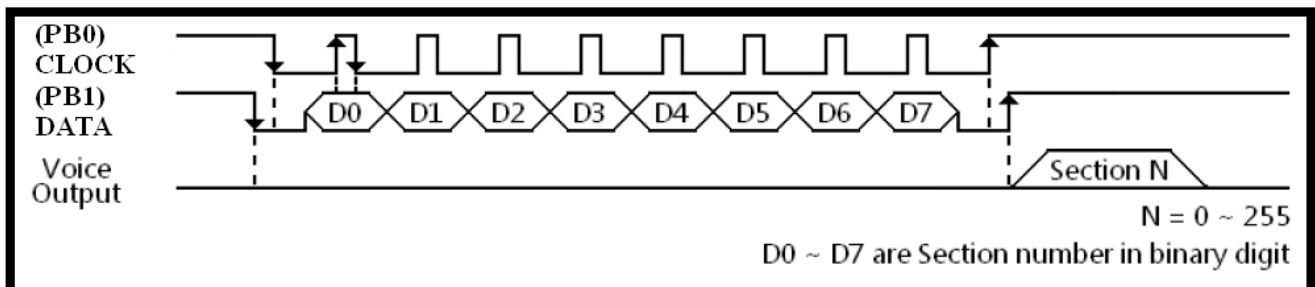 (PB0)
CLOCK
(PB1)
DATA
D0 D1 D2 D3 D4 D5 D6 D7
Voice
Output
Section N
N = 0 ~ 255
D0 ~ D7 are Section number in binary digit